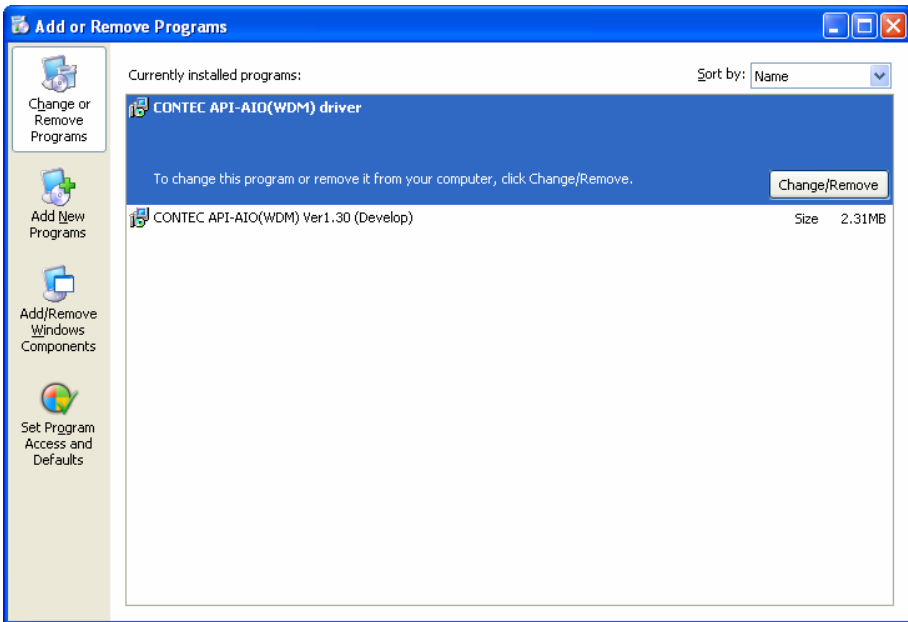 Add or Remove Programs
Change or
Remove
Programs
Add New
Programs
Add/Remove
Windows
Components
Set Program
Access and
Defaults
Currently installed programs:
Sort by: Name
CONTEC API-AIO(WDM) driver
To change this program or remove it from your computer, click Change/Remove.
Change/Remove
CONTEC API-AIO(WDM) Ver1.30 (Develop)
Size 2.31MB